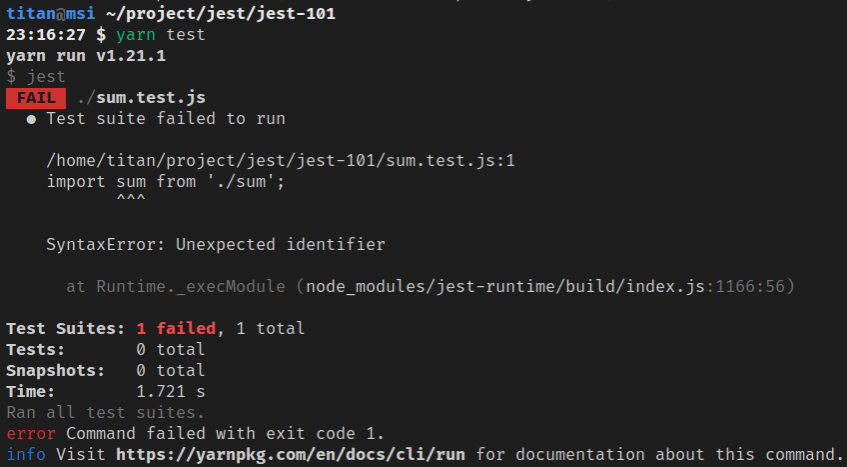 titan@msi ~/project/jest/jest-101
23:16:27 $ yarn test
yarn run v1.21.1
$ jest
FAIL ./sum.test.js
● Test suite failed to run
/home/titan/project/jest/jest-101/sum.test.js:1
import sum from './sum';
^^^
SyntaxError: Unexpected identifier
at Runtime._execModule (node_modules/jest-runtime/build/index.js:1166:56)
Test Suites: 1 failed, 1 total
Tests: 0 total
Snapshots: 0 total
Time: 1.721 s
Ran all test suites.
error Command failed with exit code 1.
info Visit https://yarnpkg.com/en/docs/cli/run for documentation about this command.